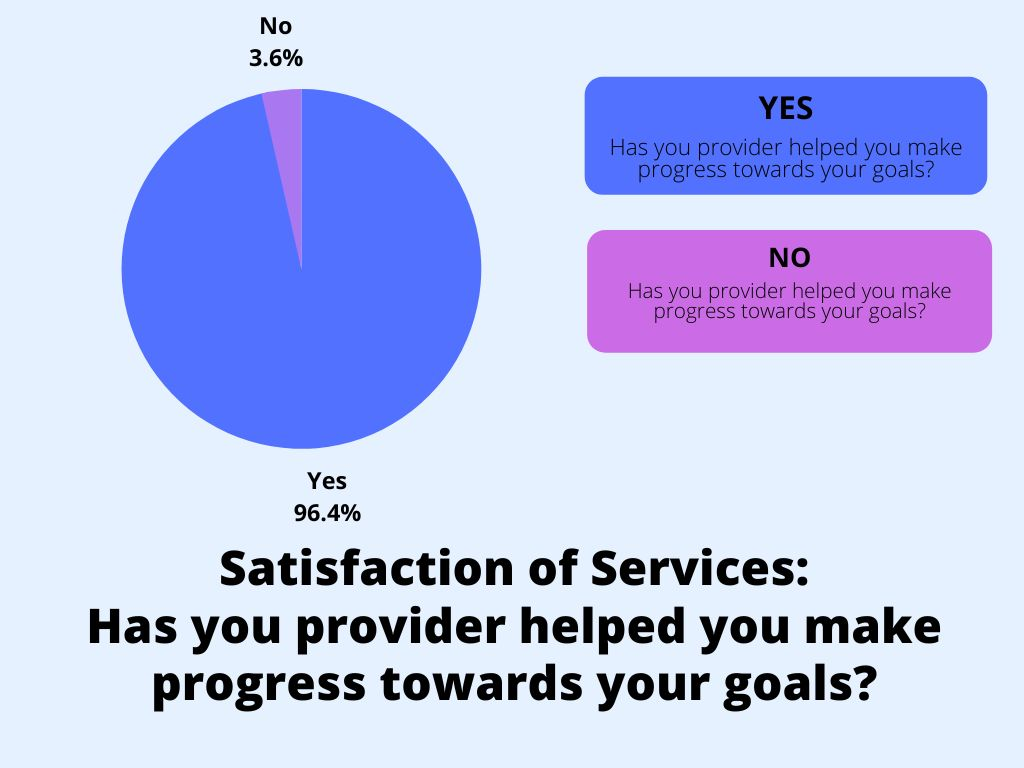 No
3.6%
Yes
96.4%
YES
Has you provider helped you make
progress towards your goals?
NO
Has you provider helped you make
progress towards your goals?
Satisfaction of Services:
Has you provider helped you make
progress towards your goals?